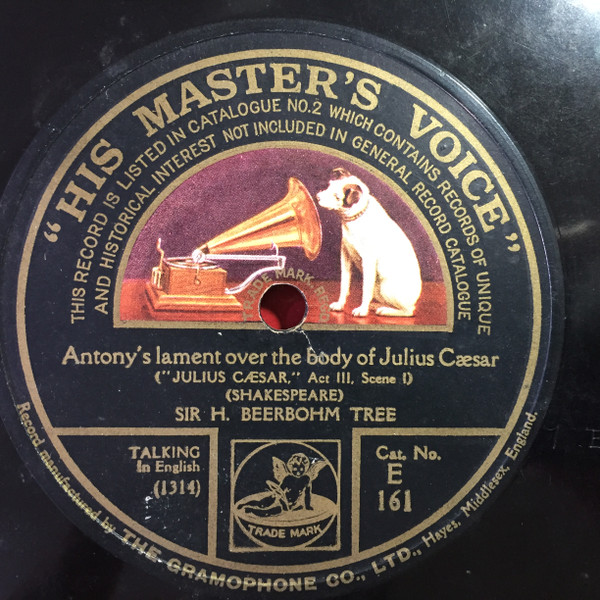 "HIS MASTER'S VOICE"
THIS RECORD IS LISTED IN CATALOGUE NO.2 WHICH CONTAINS RECORDS OF UNIQUE
AND HISTORICAL INTEREST NOT INCLUDED IN GENERAL RECORD CATALOGUE
TRADE MARK
Antony's lament over the body of Julius Cæsar
("JULIUS CÆSAR," Act III, Scene I)
(SHAKESPEARE)
SIR H. BEERBOHM TREE
TALKING
In English
(1314)
TRADE MARK
Cat. No.
E
161
Record manufactured by THE GRAMOPHONE CO., LTD., Hayes, Middlesex, England.